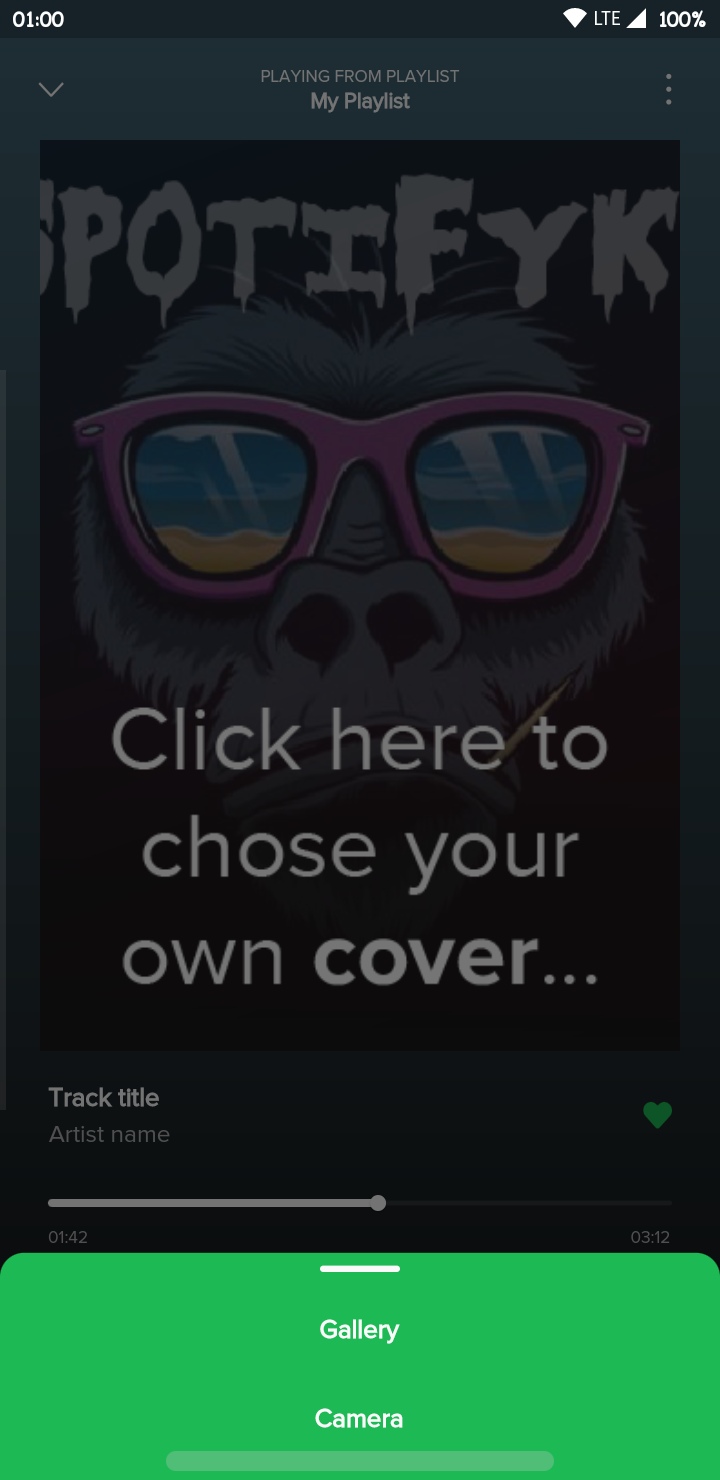 01:00 LTE 100%
PLAYING FROM PLAYLIST
My Playlist
SPOTIFYK
Click here to
chose your
own cover...
Track title
Artist name
01:42 03:12
Gallery
Camera